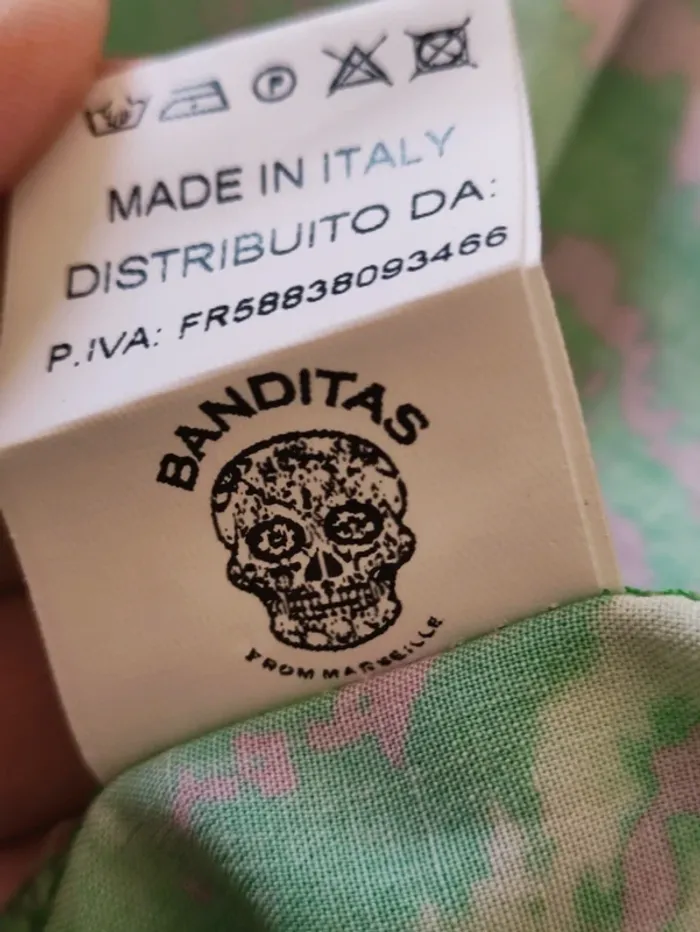 P
MADE IN ITALY
DISTRIBUITO DA:
P.IVA: FR58838093466
BANDITAS
FROM MARSEILLE